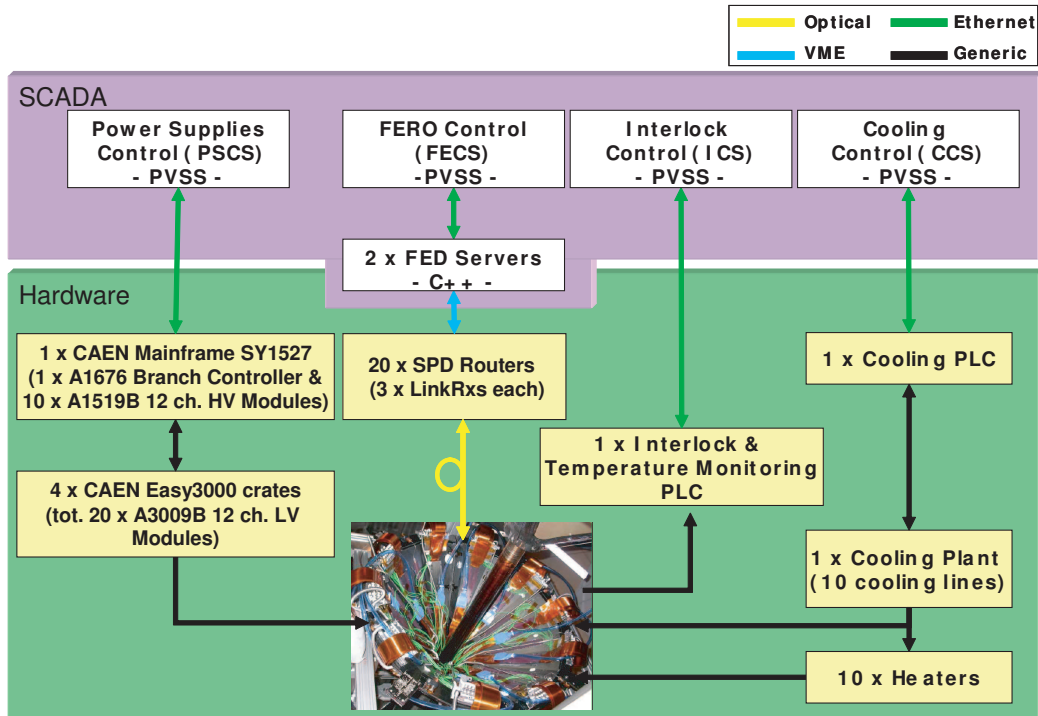 Optical
Ethernet
VME
Generic
SCADA
Power Supplies
Control ( PSCS)
- PVSS -
FERO Control
(FECS)
-PVSS -
Interlock
Control ( ICS)
- PVSS -
Cooling
Control ( CCS)
- PVSS -
2 x FED Servers
- C++ -
Hardware
1 x CAEN Mainframe SY1527
(1 x A1676 Branch Controller &
10 x A1519B 12 ch. HV Modules)
20 x SPD Routers
(3 x LinkRxs each)
1 x Cooling PLC
1 x Interlock &
Temperature Monitoring
PLC
4 x CAEN Easy3000 crates
(tot. 20 x A3009B 12 ch. LV
Modules)
1 x Cooling Plant
(10 cooling lines)
10 x Heaters